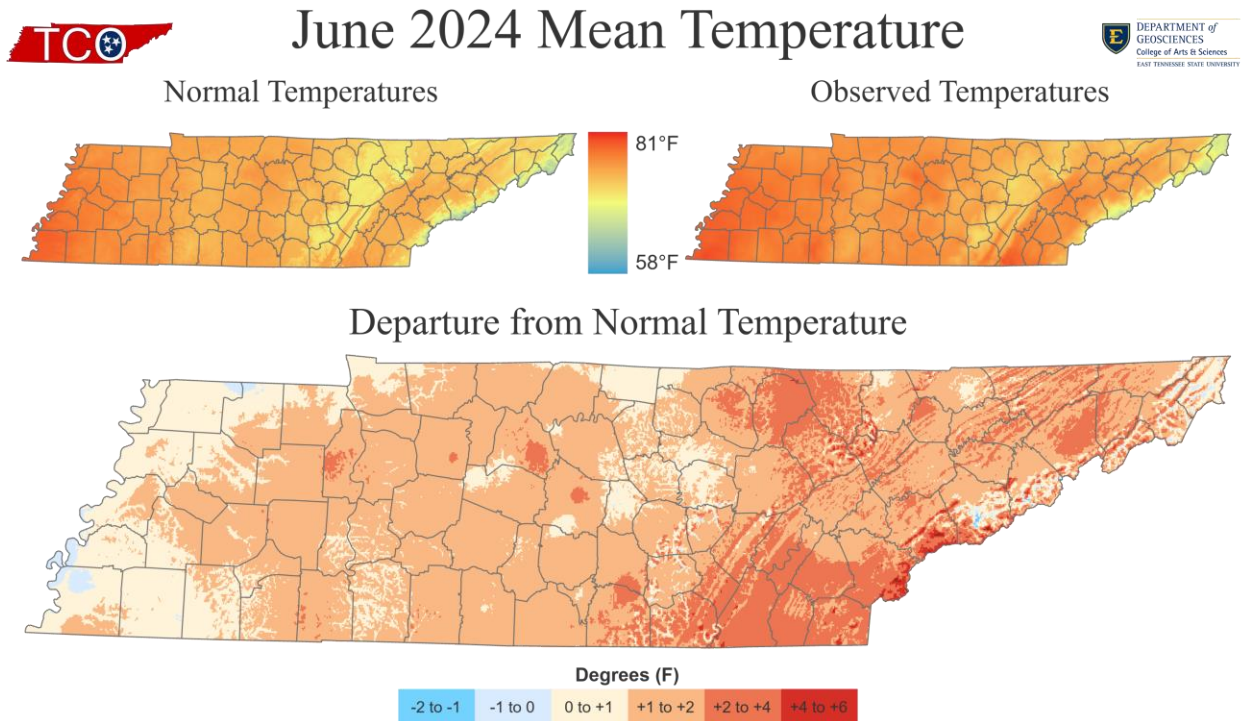 TCO
June 2024 Mean Temperature
E
DEPARTMENT of
GEOSCIENCES
College of Arts & Sciences
EAST TENNESSEE STATE UNIVERSITY
Normal Temperatures
Observed Temperatures
81°F
58°F
Departure from Normal Temperature
Degrees (F)
-2 to -1
-1 to 0
0 to +1
+1 to +2
+2 to +4
+4 to +6